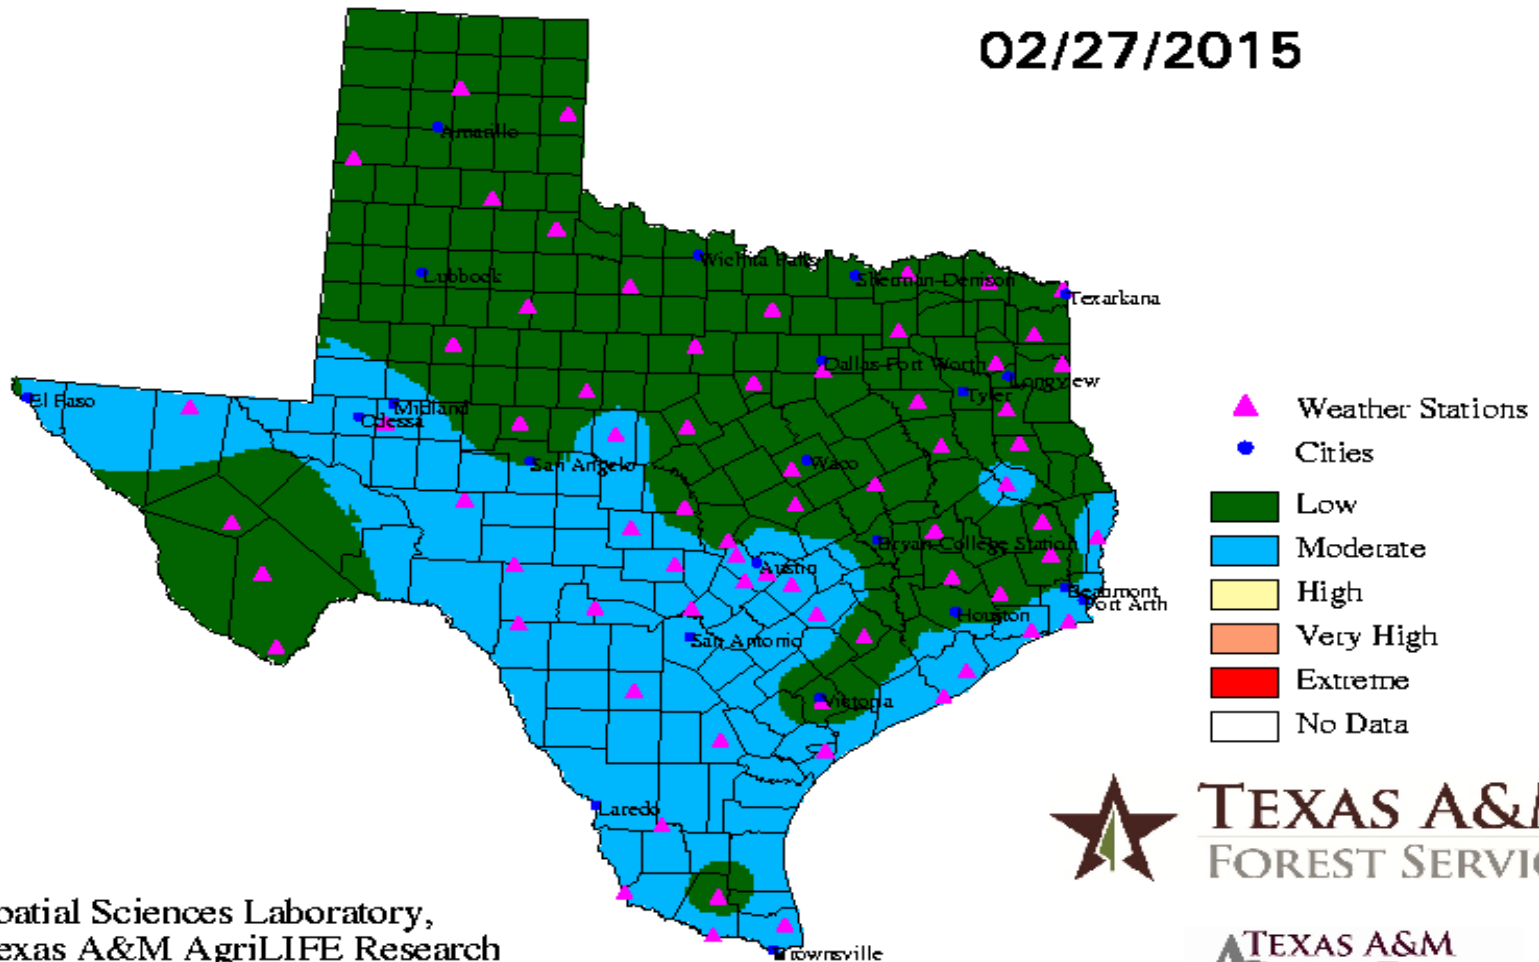 02/27/2015
Amarillo
Lubbock
Wichita Falls
Sherman-Denison
Texarkana
Dallas-Fort Worth
Longview
Tyler
El Paso
Midland
Odessa
San Angelo
Waco
Bryan-College Station
Austin
Beaumont
Port Arth
Houston
San Antonio
Victoria
Laredo
Brownsville
Weather Stations
Cities
Low
Moderate
High
Very High
Extreme
No Data
TEXAS A&M
FOREST SERVIC
patial Sciences Laboratory,
exas A&M AgriLIFE Research
TEXAS A&M